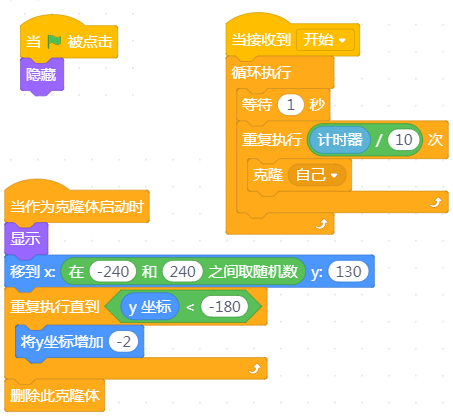 当 被点击
隐藏
当接收到 开始
循环执行
等待 1 秒
重复执行 计时器 / 10 次
克隆 自己
当作为克隆体启动时
显示
移到 x: 在 -240 和 240 之间取随机数 y: 130
重复执行直到 y 坐标 < -180
将y坐标增加 -2
删除此克隆体